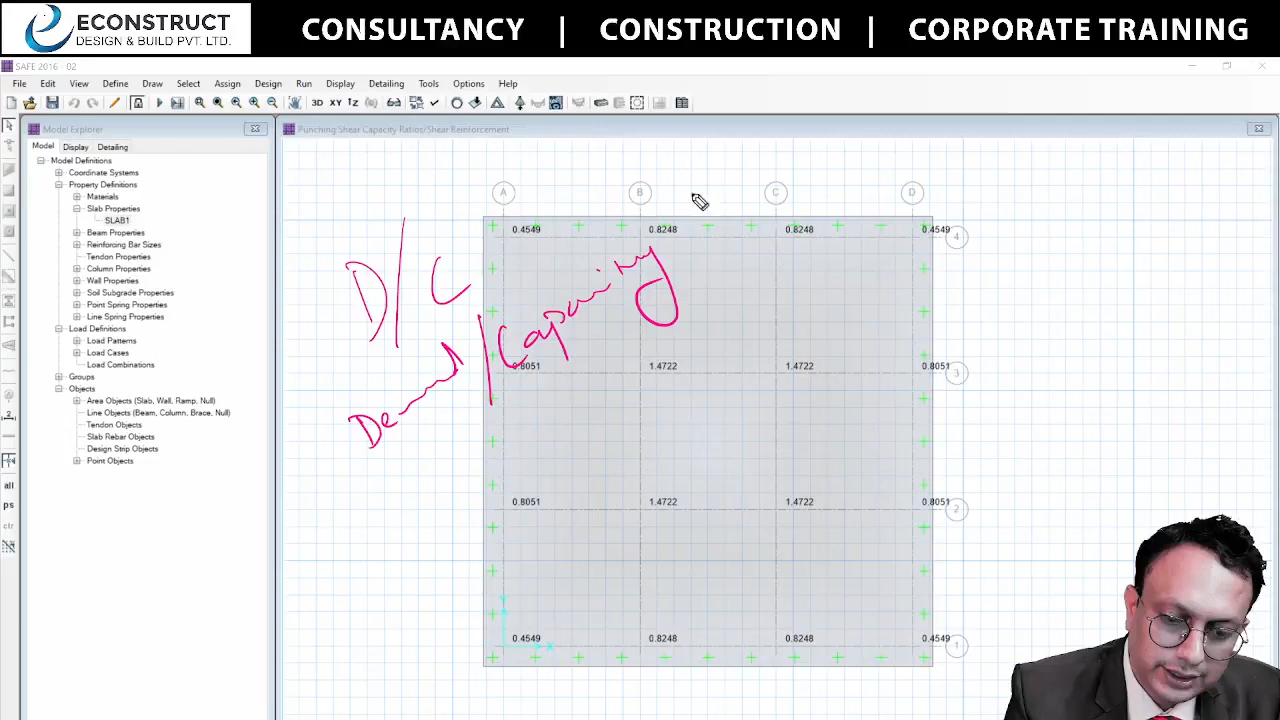 ECONSTRUCT
DESIGN & BUILD PVT. LTD.
CONSULTANCY | CONSTRUCTION | CORPORATE TRAINING
SAFE 2016 - 02
File Edit View Define Draw Select Assign Design Run Display Detailing Tools Options Help
3D XY
Model Explorer
Model Display Detailing
Model Definitions
Coordinate Systems
Property Definitions
Materials
Slab Properties
SLAB1
Beam Properties
Reinforcing Bar Sizes
Tendon Properties
Column Properties
Wall Properties
Soil Subgrade Properties
Point Spring Properties
Line Spring Properties
Load Definitions
Load Patterns
Load Cases
Load Combinations
Groups
Objects
Area Objects (Slab, Wall, Ramp, Null)
Line Objects (Beam, Column, Brace, Null)
Tendon Objects
Slab Rebar Objects
Design Strip Objects
Point Objects
all
ps
clr
Punching Shear Capacity Ratios/Shear Reinforcement
A B C D
0.4549 0.8248 0.8248 0.4549 4
D/C
Demand/Capacity
0.8051 1.4722 1.4722 0.8051 3
0.8051 1.4722 1.4722 0.8051 2
Y
0.4549 0.8248 0.8248 0.4549 1
X